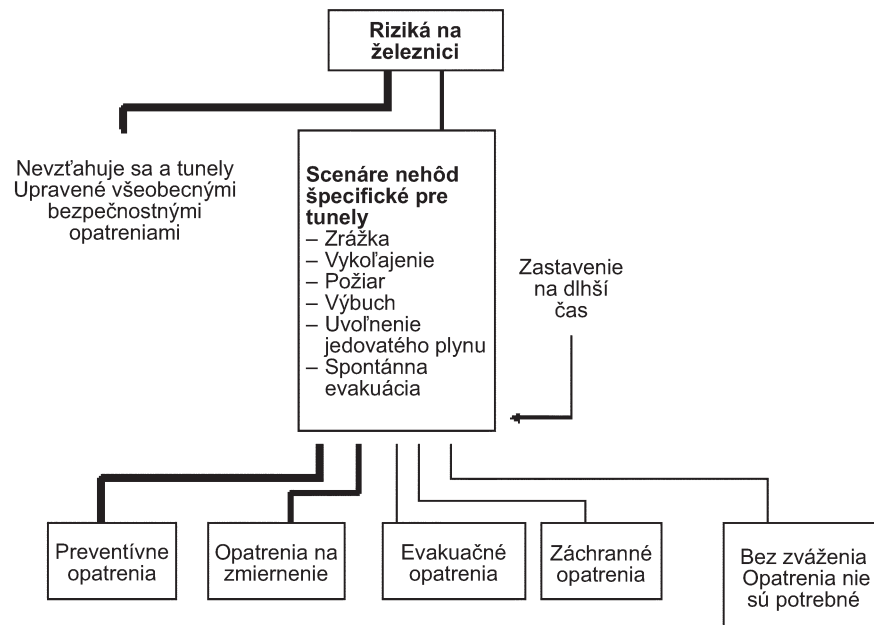 Riziká na
železnici
Nevzťahuje sa a tunely
Upravené všeobecnými
bezpečnostnými
opatreniami
Scenáre nehôd
špecifické pre
tunely
– Zrážka
– Vykoľajenie
– Požiar
– Výbuch
– Uvoľnenie
jedovatého plynu
– Spontánna
evakuácia
Zastavenie
na dlhší
čas
Preventívne
opatrenia
Opatrenia na
zmiernenie
Evakuačné
opatrenia
Záchranné
opatrenia
Bez zváženia
Opatrenia nie
sú potrebné